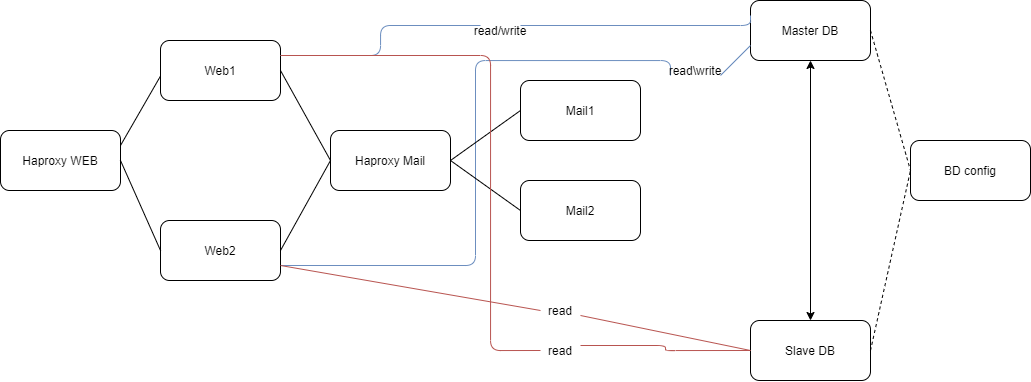 read/write
Master DB
Web1
read\write
Mail1
Haproxy WEB
Haproxy Mail
BD config
Mail2
Web2
read
read
Slave DB